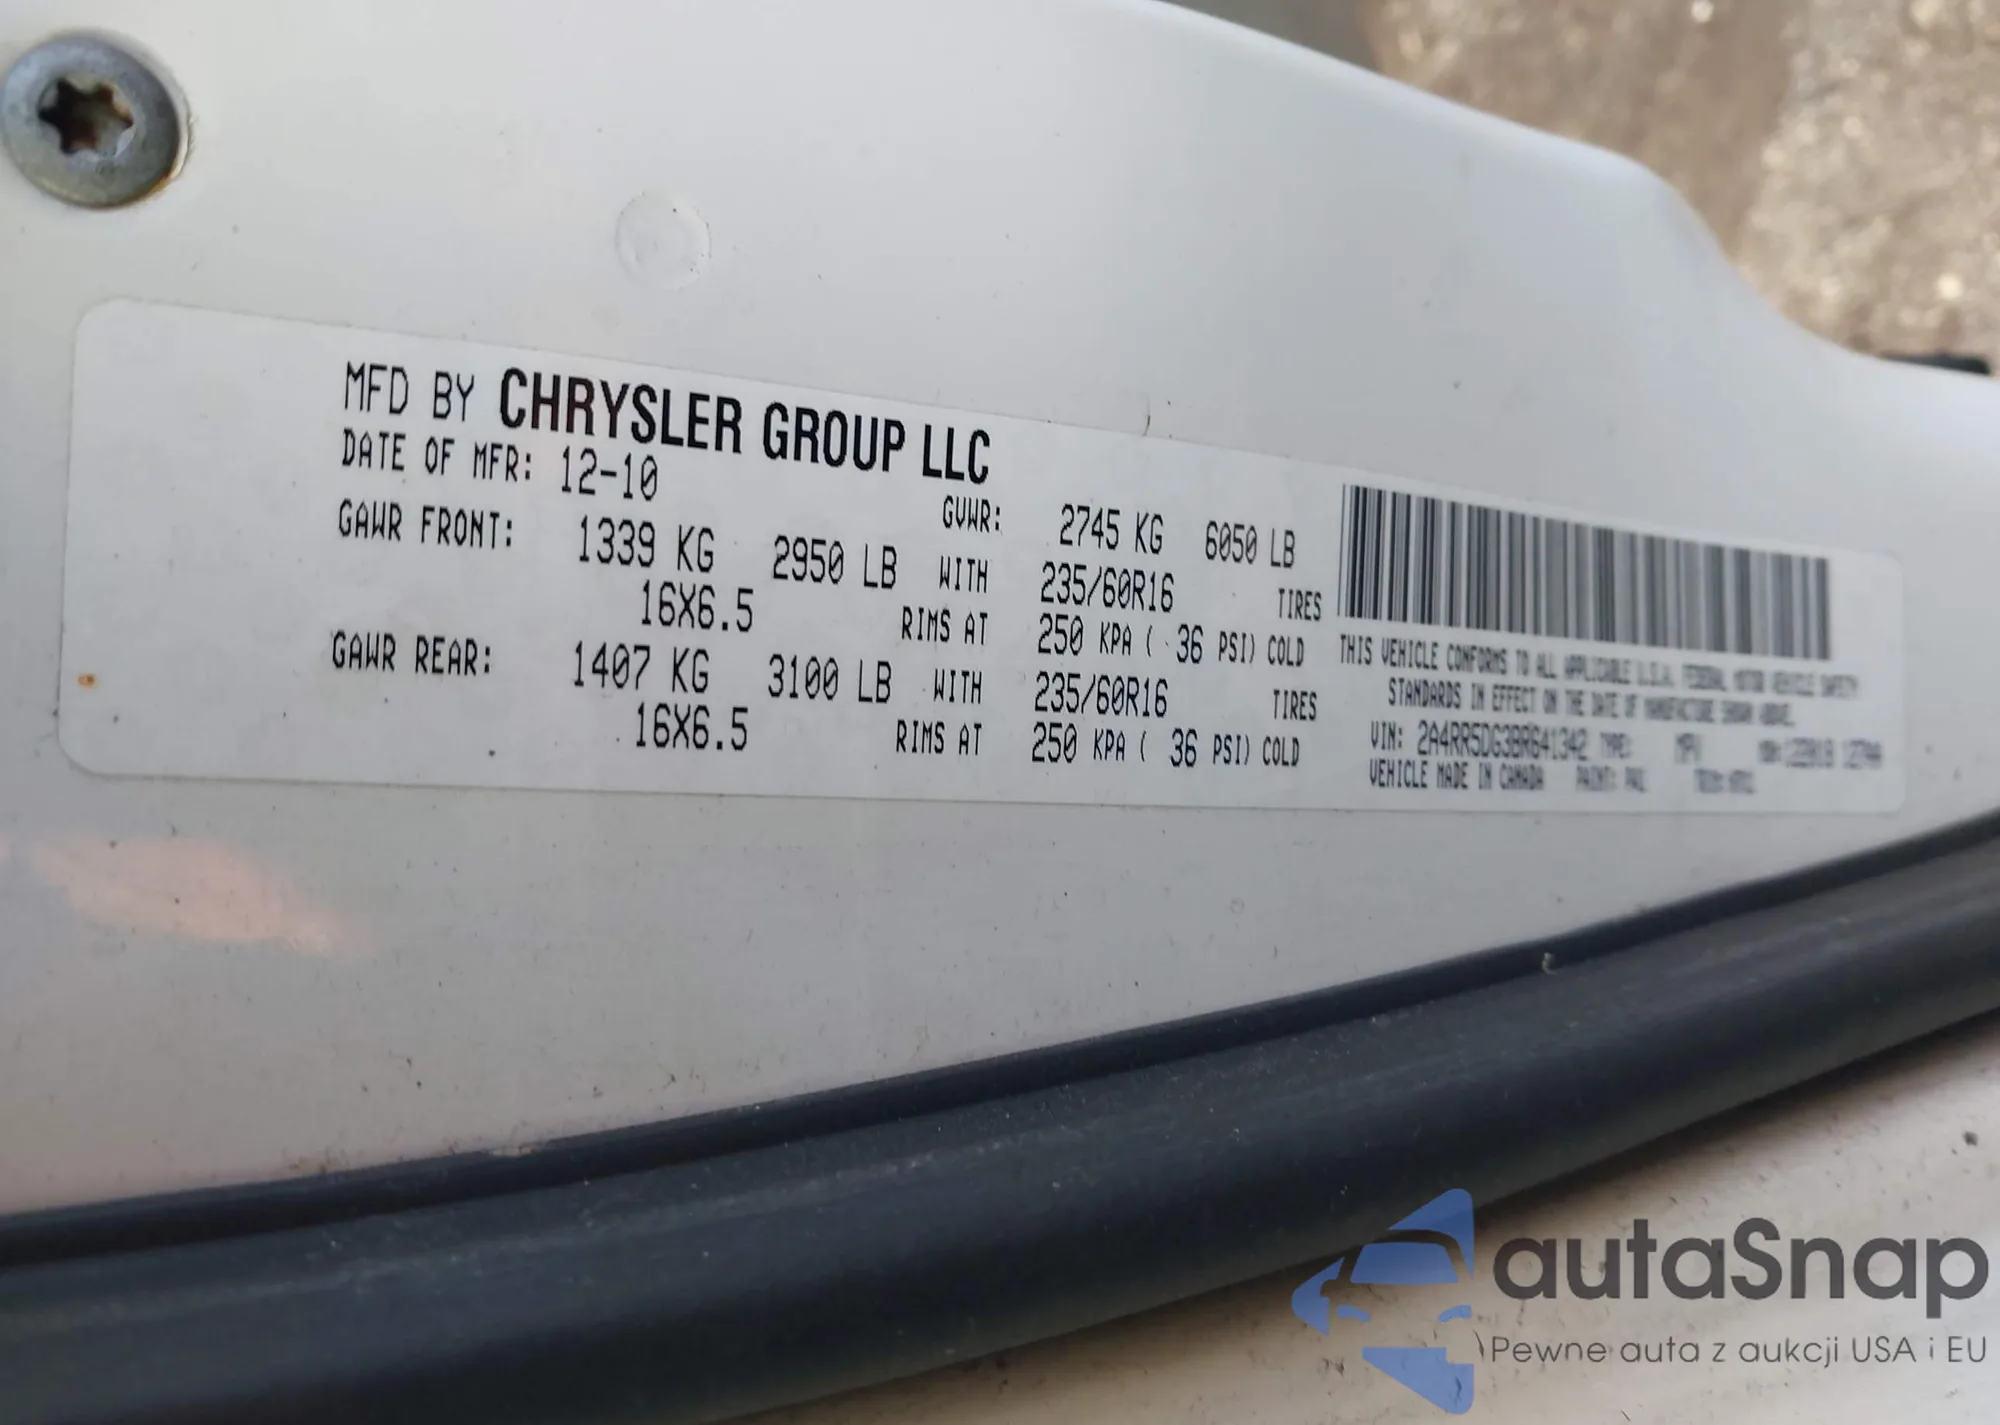 MFD BY CHRYSLER GROUP LLC
DATE OF MFR: 12-10
GVWR: 2745 KG 6050 LB
GAWR FRONT: 1339 KG 2950 LB WITH 235/60R16 TIRES
16X6.5 RIMS AT 250 KPA ( 36 PSI) COLD
GAWR REAR: 1407 KG 3100 LB WITH 235/60R16 TIRES
16X6.5 RIMS AT 250 KPA ( 36 PSI) COLD
THIS VEHICLE CONFORMS TO ALL APPLICABLE U.S.A. FEDERAL MOTOR VEHICLE SAFETY
STANDARDS IN EFFECT ON THE DATE OF MANUFACTURE SHOWN ABOVE.
VIN: 2A4RR5DG3BR641342 TYPE: MPV
VEHICLE MADE IN CANADA PAINT:
autaSnap
Pewne auta z aukcji USA i EU